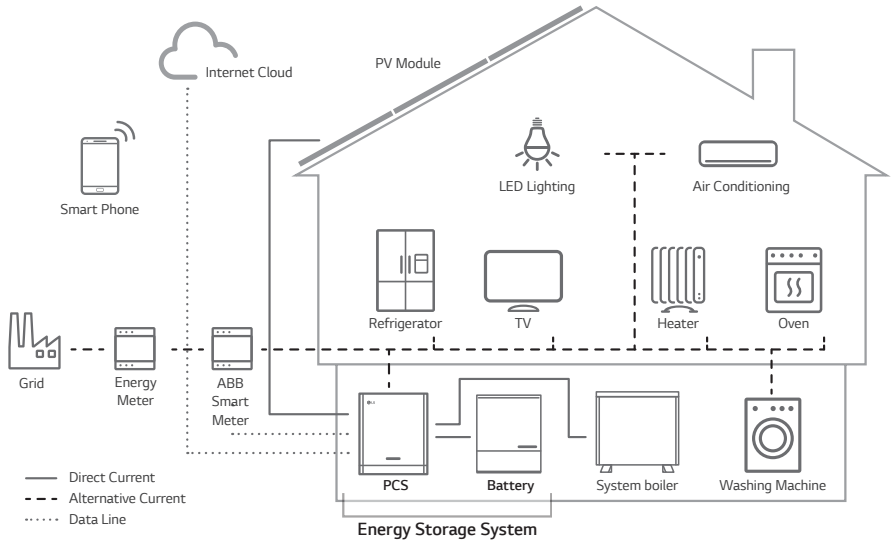 Internet Cloud
PV Module
Smart Phone
LED Lighting
Air Conditioning
Refrigerator
TV
Heater
Oven
Grid
Energy
Meter
ABB
Smart
Meter
LG
PCS
Battery
System boiler
Washing Machine
Direct Current
Alternative Current
Data Line
Energy Storage System